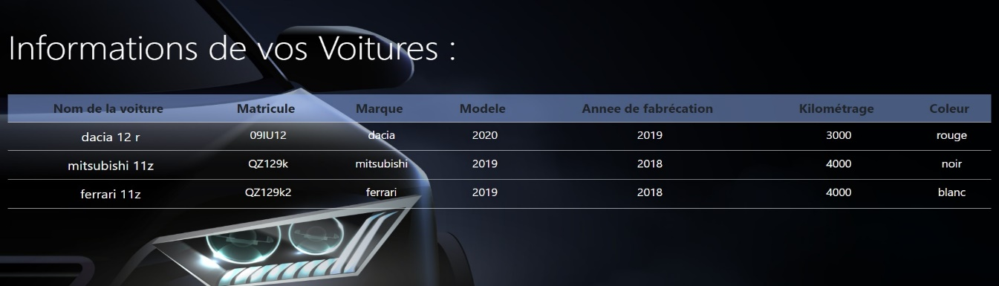 Informations de vos Voitures :
Nom de la voiture Matricule Marque Modele Annee de fabrécation Kilométrage Coleur
dacia 12 r 09IU12 dacia 2020 2019 3000 rouge
mitsubishi 11z QZ129k mitsubishi 2019 2018 4000 noir
ferrari 11z QZ129k2 ferrari 2019 2018 4000 blanc